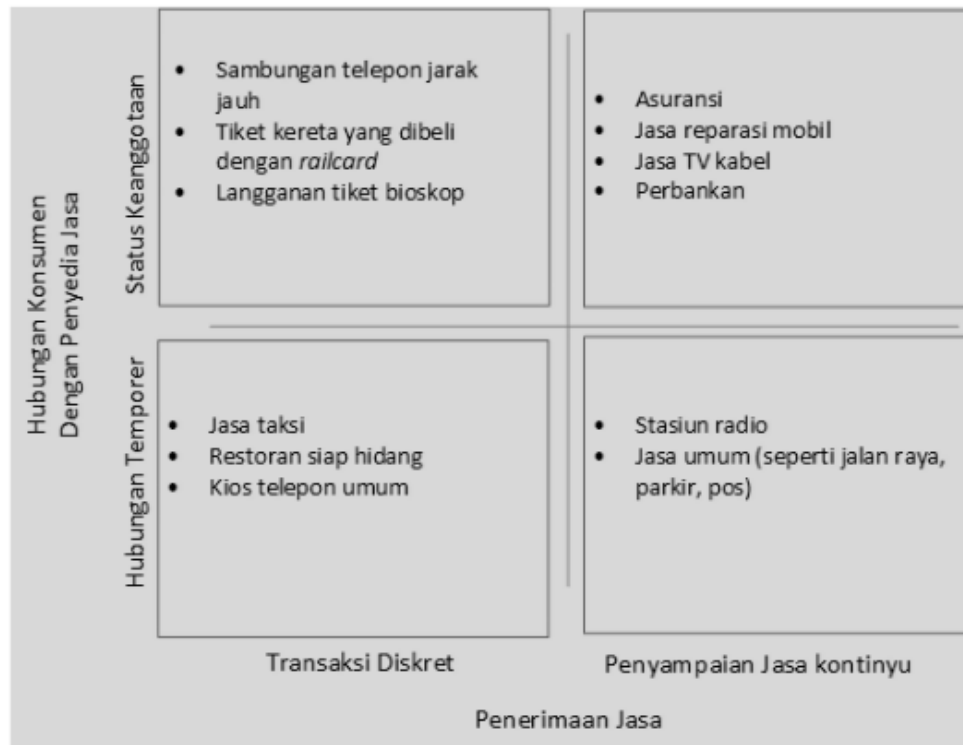 Hubungan Konsumen
Dengan Penyedia Jasa
Status Keanggotaan
• Sambungan telepon jarak
jauh
• Tiket kereta yang dibeli
dengan railcard
• Langganan tiket bioskop
• Asuransi
• Jasa reparasi mobil
• Jasa TV kabel
• Perbankan
Hubungan Temporer
• Jasa taksi
• Restoran siap hidang
• Kios telepon umum
• Stasiun radio
• Jasa umum (seperti jalan raya,
parkir, pos)
Transaksi Diskret
Penyampaian Jasa kontinyu
Penerimaan Jasa